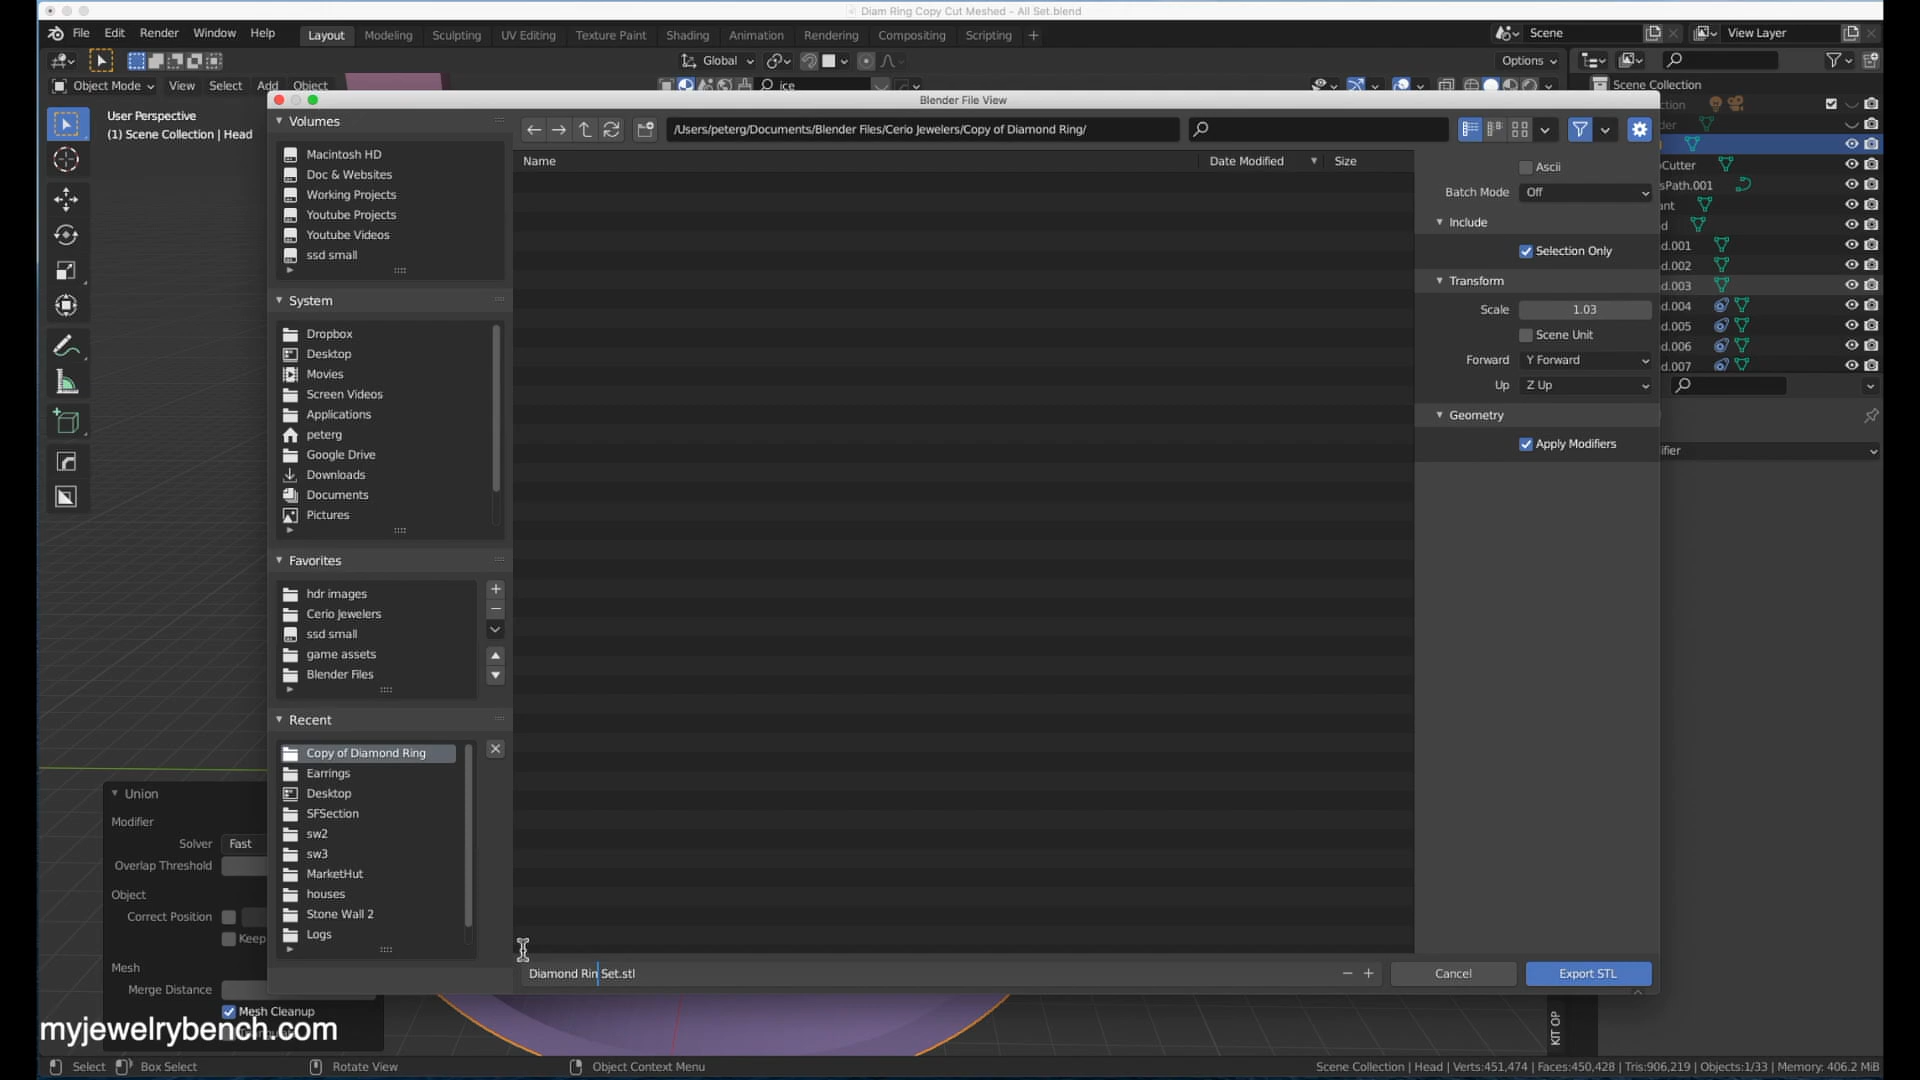 Diam Ring Copy Cut Meshed - All Set.blend
File Edit Render Window Help Layout Modeling Sculpting UV Editing Texture Paint Shading Animation Rendering Compositing Scripting + Scene View Layer
Global Options
Object Mode View Select Add Object ice Scene Collection
Blender File View
User Perspective
(1) Scene Collection | Head
Volumes
Macintosh HD
Doc & Websites
Working Projects
Youtube Projects
Youtube Videos
ssd small
System
Dropbox
Desktop
Movies
Screen Videos
Applications
peterg
Google Drive
Downloads
Documents
Pictures
Favorites
hdr images
Cerio Jewelers
ssd small
game assets
Blender Files
Recent
Copy of Diamond Ring
Earrings
Desktop
SFSection
sw2
sw3
MarketHut
houses
Stone Wall 2
Logs
/Users/peterg/Documents/Blender Files/Cerio Jewelers/Copy of Diamond Ring/
Name Date Modified Size
Diamond Rin Set.stl
Cancel Export STL
Ascii
Batch Mode Off
Include
Selection Only
Transform
Scale 1.03
Scene Unit
Forward Y Forward
Up Z Up
Geometry
Apply Modifiers
ction
der
Cutter
sPath.001
ant
d
d.001
d.002
d.003
d.004
d.005
d.006
d.007
ifier
Union
Modifier
Solver Fast
Overlap Threshold
Object
Correct Position
Keep
Mesh
Merge Distance
Mesh Cleanup
myjewelrybench.com
KIT OP
Select Box Select Rotate View Object Context Menu
Scene Collection | Head | Verts:451,474 | Faces:450,428 | Tris:906,219 | Objects:1/33 | Memory: 406.2 MiB